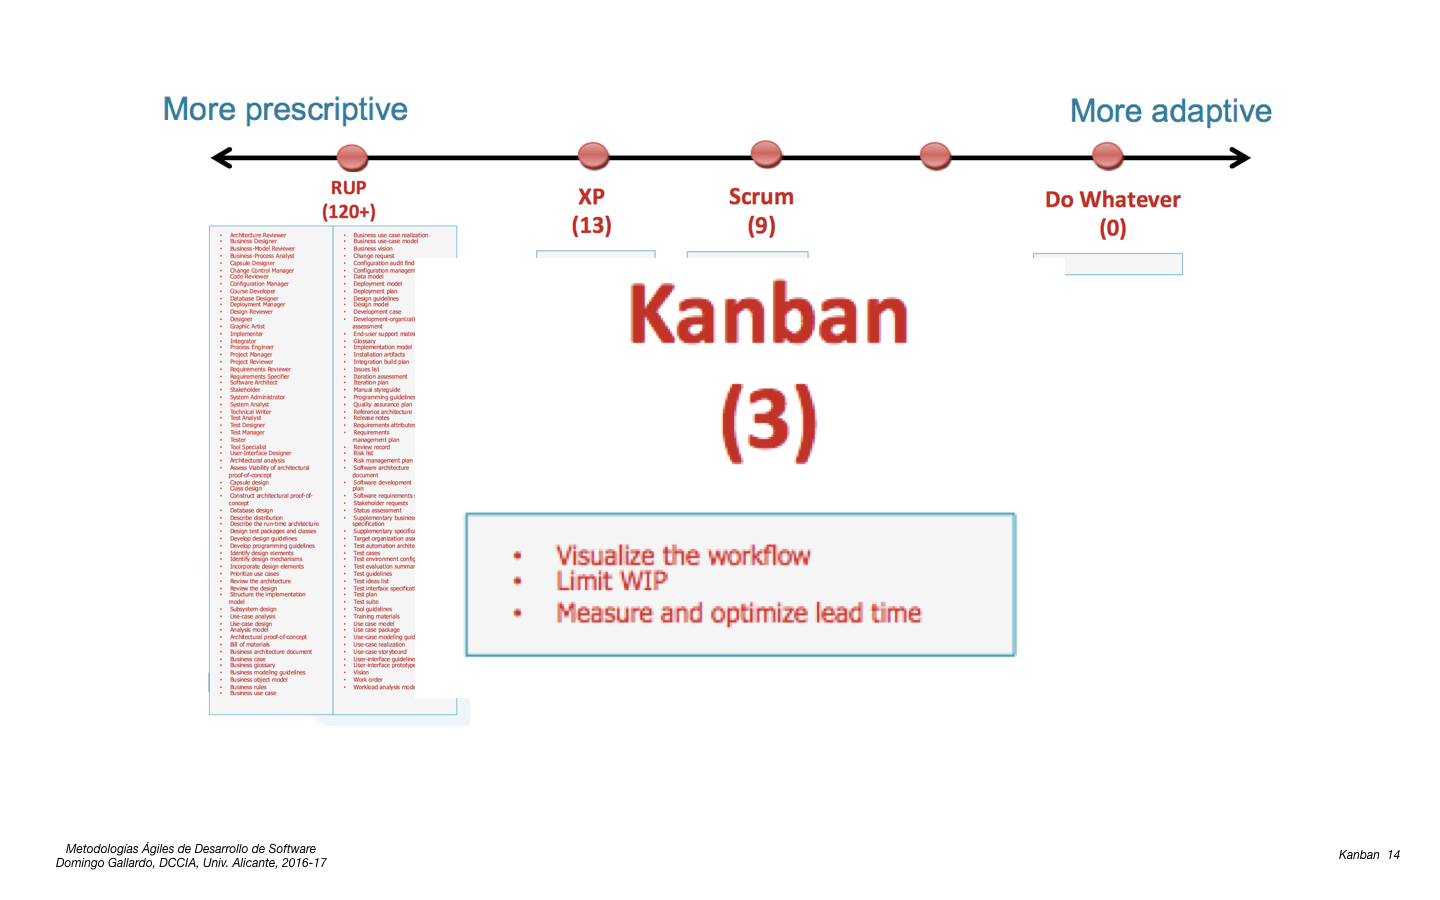 More prescriptive
More adaptive
RUP
(120+)
XP
(13)
Scrum
(9)
Do Whatever
(0)
• Architecture Reviewer
• Business Designer
• Business-Model Reviewer
• Business-Process Analyst
• Capsule Designer
• Change Control Manager
• Code Reviewer
• Configuration Manager
• Course Developer
• Database Designer
• Deployment Manager
• Design Reviewer
• Designer
• Graphic Artist
• Implementer
• Integrator
• Process Engineer
• Project Manager
• Project Reviewer
• Requirements Reviewer
• Requirements Specifier
• Software Architect
• Stakeholder
• System Administrator
• System Analyst
• Technical Writer
• Test Analyst
• Test Designer
• Test Manager
• Tester
• Tool Specialist
• User-Interface Designer
• Architectural analysis
• Assess Viability of architectural
proof-of-concept
• Capsule design
• Class design
• Construct architectural proof-of-
concept
• Database design
• Describe distribution
• Describe the run-time architecture
• Design test packages and classes
• Develop design guidelines
• Develop programming guidelines
• Identify design elements
• Identify design mechanisms
• Incorporate design elements
• Prioritize use cases
• Review the architecture
• Review the design
• Structure the implementation
model
• Subsystem design
• Use-case analysis
• Use-case design
• Analysis model
• Architectural proof-of-concept
• Bill of materials
• Business architecture document
• Business case
• Business glossary
• Business modeling guidelines
• Business object model
• Business rules
• Business use case
• Business use case realization
• Business use-case model
• Business vision
• Change request
• Configuration audit find
• Configuration managem
• Data model
• Deployment model
• Deployment plan
• Design guidelines
• Design model
• Development case
• Development-organizati
assessment
• End-user support mater
• Glossary
• Implementation model
• Installation artifacts
• Integration build plan
• Issues list
• Iteration assessment
• Iteration plan
• Manual styleguide
• Programming guideline
• Quality assurance plan
• Reference architecture
• Release notes
• Requirements attribute
• Requirements
management plan
• Review record
• Risk list
• Risk management plan
• Software architecture
document
• Software development
plan
• Software requirements
• Stakeholder requests
• Status assessment
• Supplementary busines
specification
• Supplementary specific
• Target organization ass
• Test automation archite
• Test cases
• Test environment config
• Test evaluation summar
• Test guidelines
• Test ideas list
• Test interface specificati
• Test plan
• Test suite
• Tool guidelines
• Training materials
• Use case model
• Use case package
• Use-case modeling guid
• Use-case realization
• Use-case storyboard
• User-interface guideline
• User-interface prototype
• Vision
• Work order
• Workload analysis mode
Kanban
(3)
• Visualize the workflow
• Limit WIP
• Measure and optimize lead time
Metodologías Ágiles de Desarrollo de Software
Domingo Gallardo, DCCIA, Univ. Alicante, 2016-17
Kanban 14